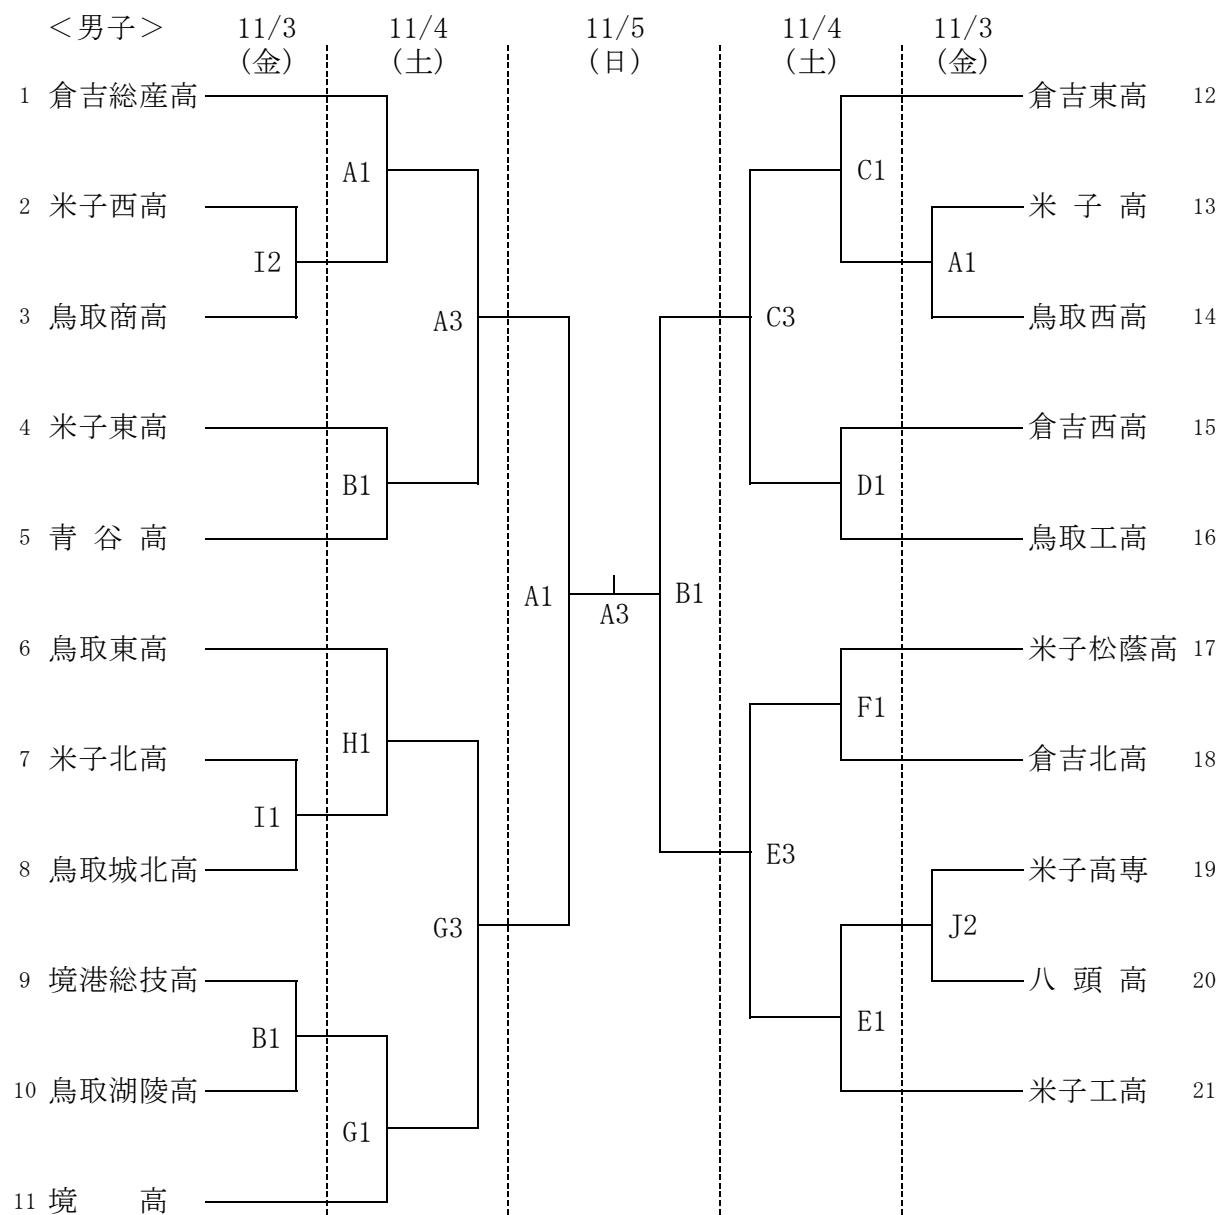 ＜男子＞ 11/3 11/4 11/5 11/4 11/3
(金) (土) (日) (土) (金)
1 倉吉総産高 倉吉東高 12
A1 C1
2 米子西高 米子高 13
I2 A1
3 鳥取商高 A3 C3 鳥取西高 14
4 米子東高 倉吉西高 15
B1 D1
5 青谷高 鳥取工高 16
A1 A3 B1
6 鳥取東高 米子松蔭高 17
H1 F1
7 米子北高 倉吉北高 18
I1 E3
8 鳥取城北高 米子高専 19
G3 J2
9 境港総技高 八頭高 20
B1 E1
10 鳥取湖陵高 米子工高 21
G1
11 境高